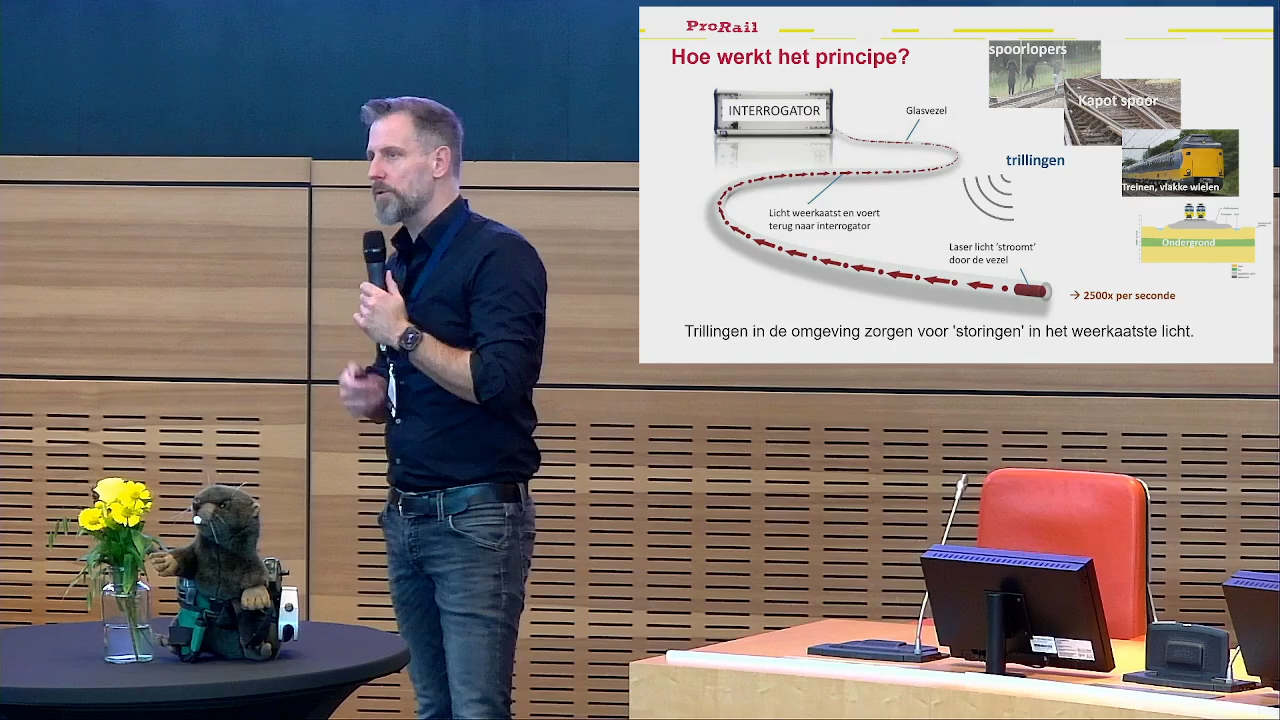 ProRail
Hoe werkt het principe?
spoorlopers
INTERROGATOR
Glasvezel
Kapot spoor
trillingen
Treinen, vlakke wielen
Licht weerkaatst en voert
terug naar interrogator
Laser licht ‘stroomt’
door de vezel
Ondergrond
→ 2500x per seconde
Trillingen in de omgeving zorgen voor 'storingen' in het weerkaatste licht.